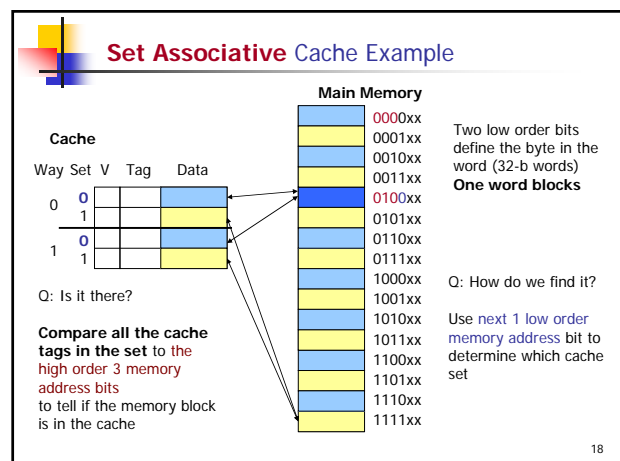 Set Associative Cache Example
Main Memory
Cache
Way Set V Tag Data
0 0
1
1 0
1
Q: Is it there?
Compare all the cache
tags in the set to the
high order 3 memory
address bits
to tell if the memory block
is in the cache
0000xx
0001xx
0010xx
0011xx
0100xx
0101xx
0110xx
0111xx
1000xx
1001xx
1010xx
1011xx
1100xx
1101xx
1110xx
1111xx
Two low order bits
define the byte in the
word (32-b words)
One word blocks
Q: How do we find it?
Use next 1 low order
memory address bit to
determine which cache
set
18